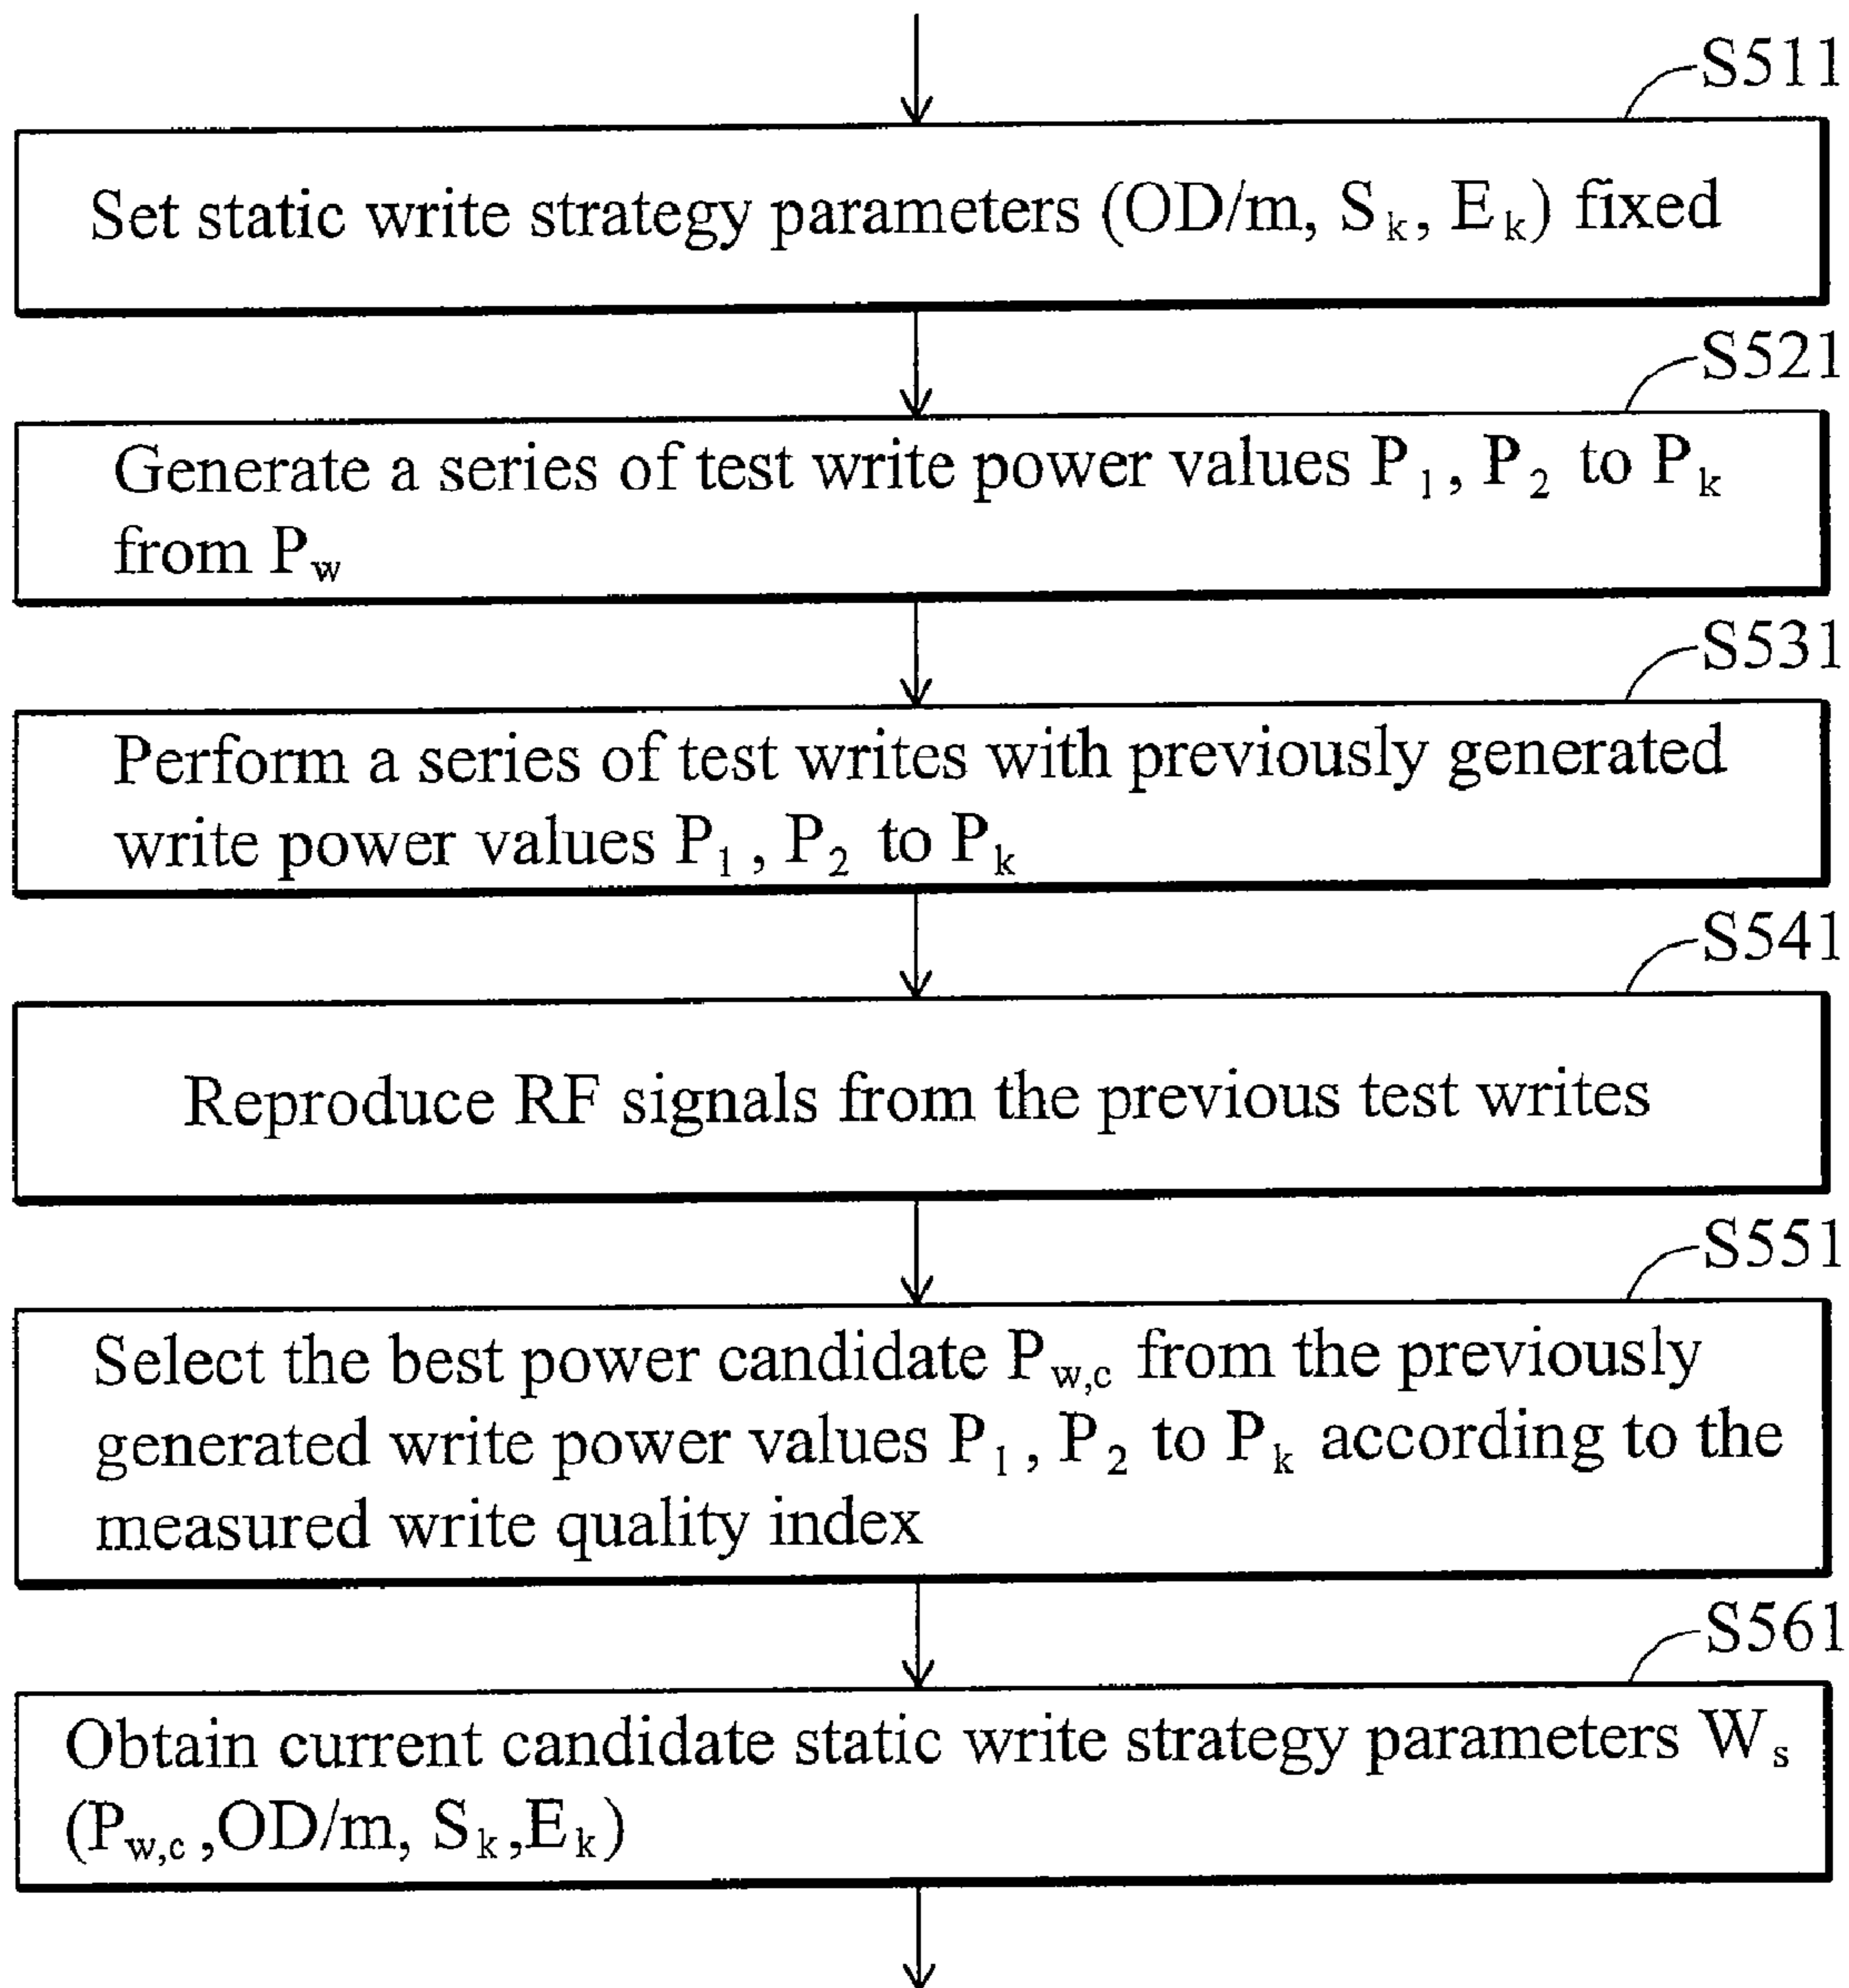 S511
Set static write strategy parameters (OD/m, Sₖ, Eₖ) fixed
S521
Generate a series of test write power values P₁, P₂ to Pₖ
from P_w
S531
Perform a series of test writes with previously generated
write power values P₁, P₂ to Pₖ
S541
Reproduce RF signals from the previous test writes
S551
Select the best power candidate P_w,c from the previously
generated write power values P₁, P₂ to Pₖ according to the
measured write quality index
S561
Obtain current candidate static write strategy parameters Wₛ
(P_w,c ,OD/m, Sₖ,Eₖ)